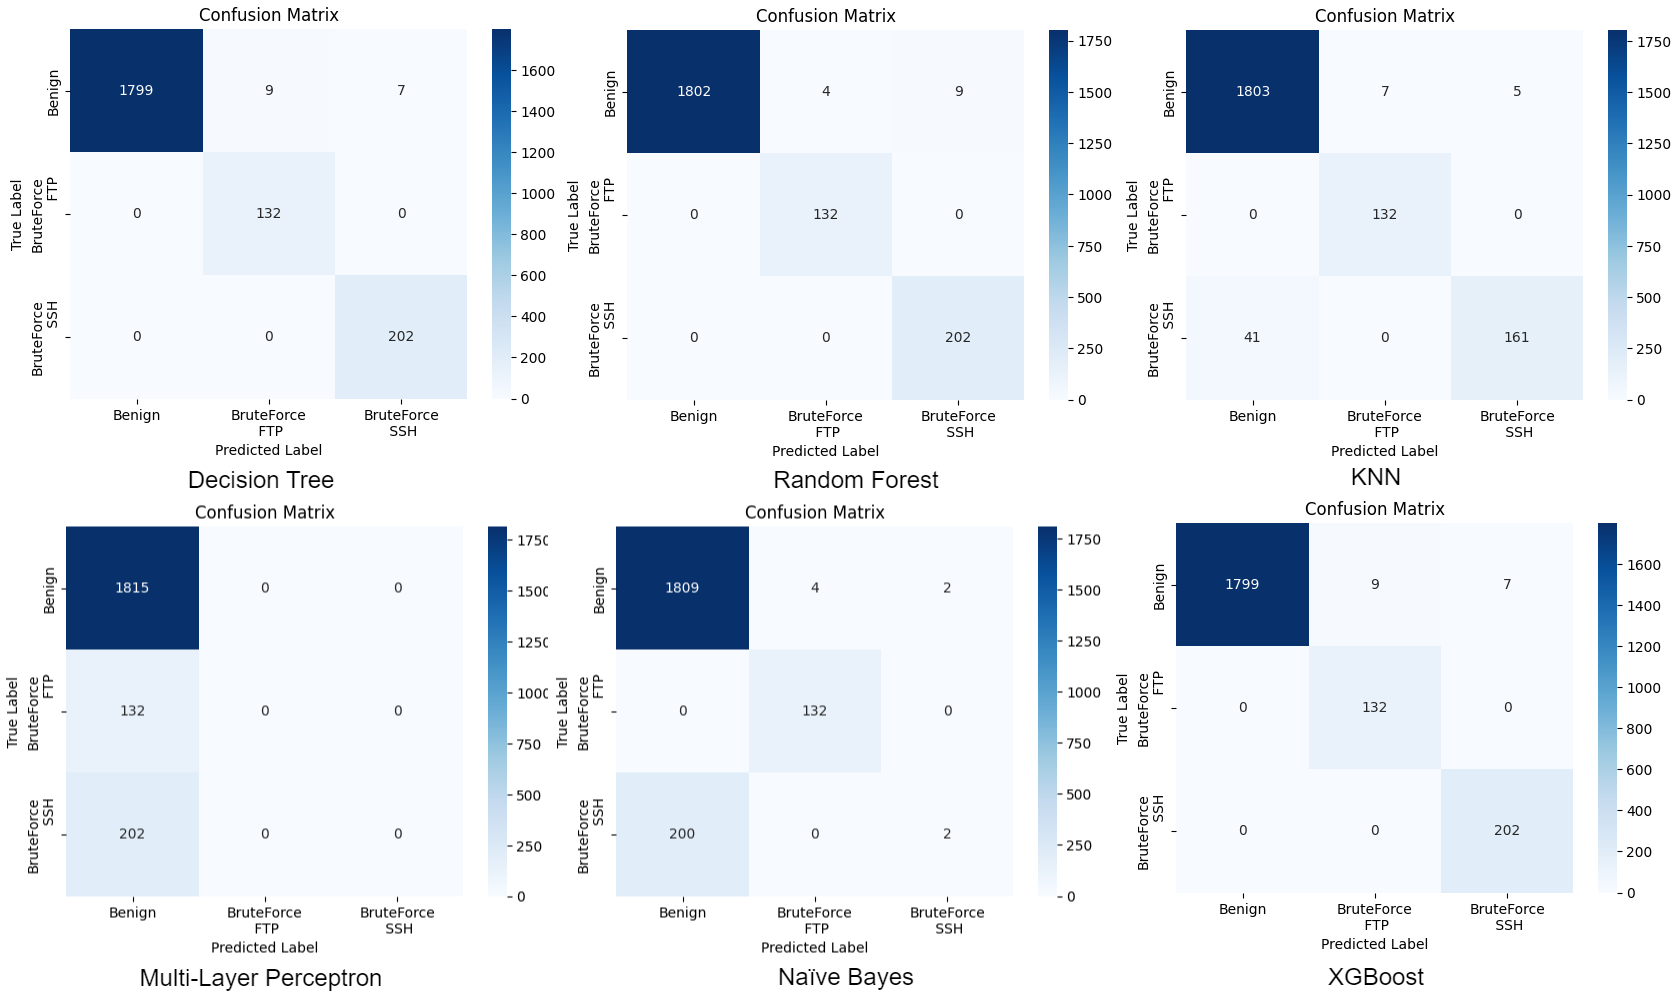 Confusion Matrix
1799 9 7
0 132 0
0 0 202
Benign
BruteForce
FTP
BruteForce
SSH
True Label
Benign BruteForce BruteForce
FTP SSH
Predicted Label
1600
1400
1200
1000
800
600
400
200
0
Decision Tree
Confusion Matrix
1802 4 9
0 132 0
0 0 202
Benign
BruteForce
FTP
BruteForce
SSH
True Label
Benign BruteForce BruteForce
FTP SSH
Predicted Label
1750
1500
1250
1000
750
500
250
0
Random Forest
Confusion Matrix
1803 7 5
0 132 0
41 0 161
Benign
BruteForce
FTP
BruteForce
SSH
True Label
Benign BruteForce BruteForce
FTP SSH
Predicted Label
1750
1500
1250
1000
750
500
250
0
KNN
Confusion Matrix
1815 0 0
132 0 0
202 0 0
Benign
BruteForce
FTP
BruteForce
SSH
True Label
Benign BruteForce BruteForce
FTP SSH
Predicted Label
1750
1500
1250
1000
750
500
250
0
Multi-Layer Perceptron
Confusion Matrix
1809 4 2
0 132 0
200 0 2
Benign
BruteForce
FTP
BruteForce
SSH
True Label
Benign BruteForce BruteForce
FTP SSH
Predicted Label
1750
1500
1250
1000
750
500
250
0
Naïve Bayes
Confusion Matrix
1799 9 7
0 132 0
0 0 202
Benign
BruteForce
FTP
BruteForce
SSH
True Label
Benign BruteForce BruteForce
FTP SSH
Predicted Label
1600
1400
1200
1000
800
600
400
200
0
XGBoost